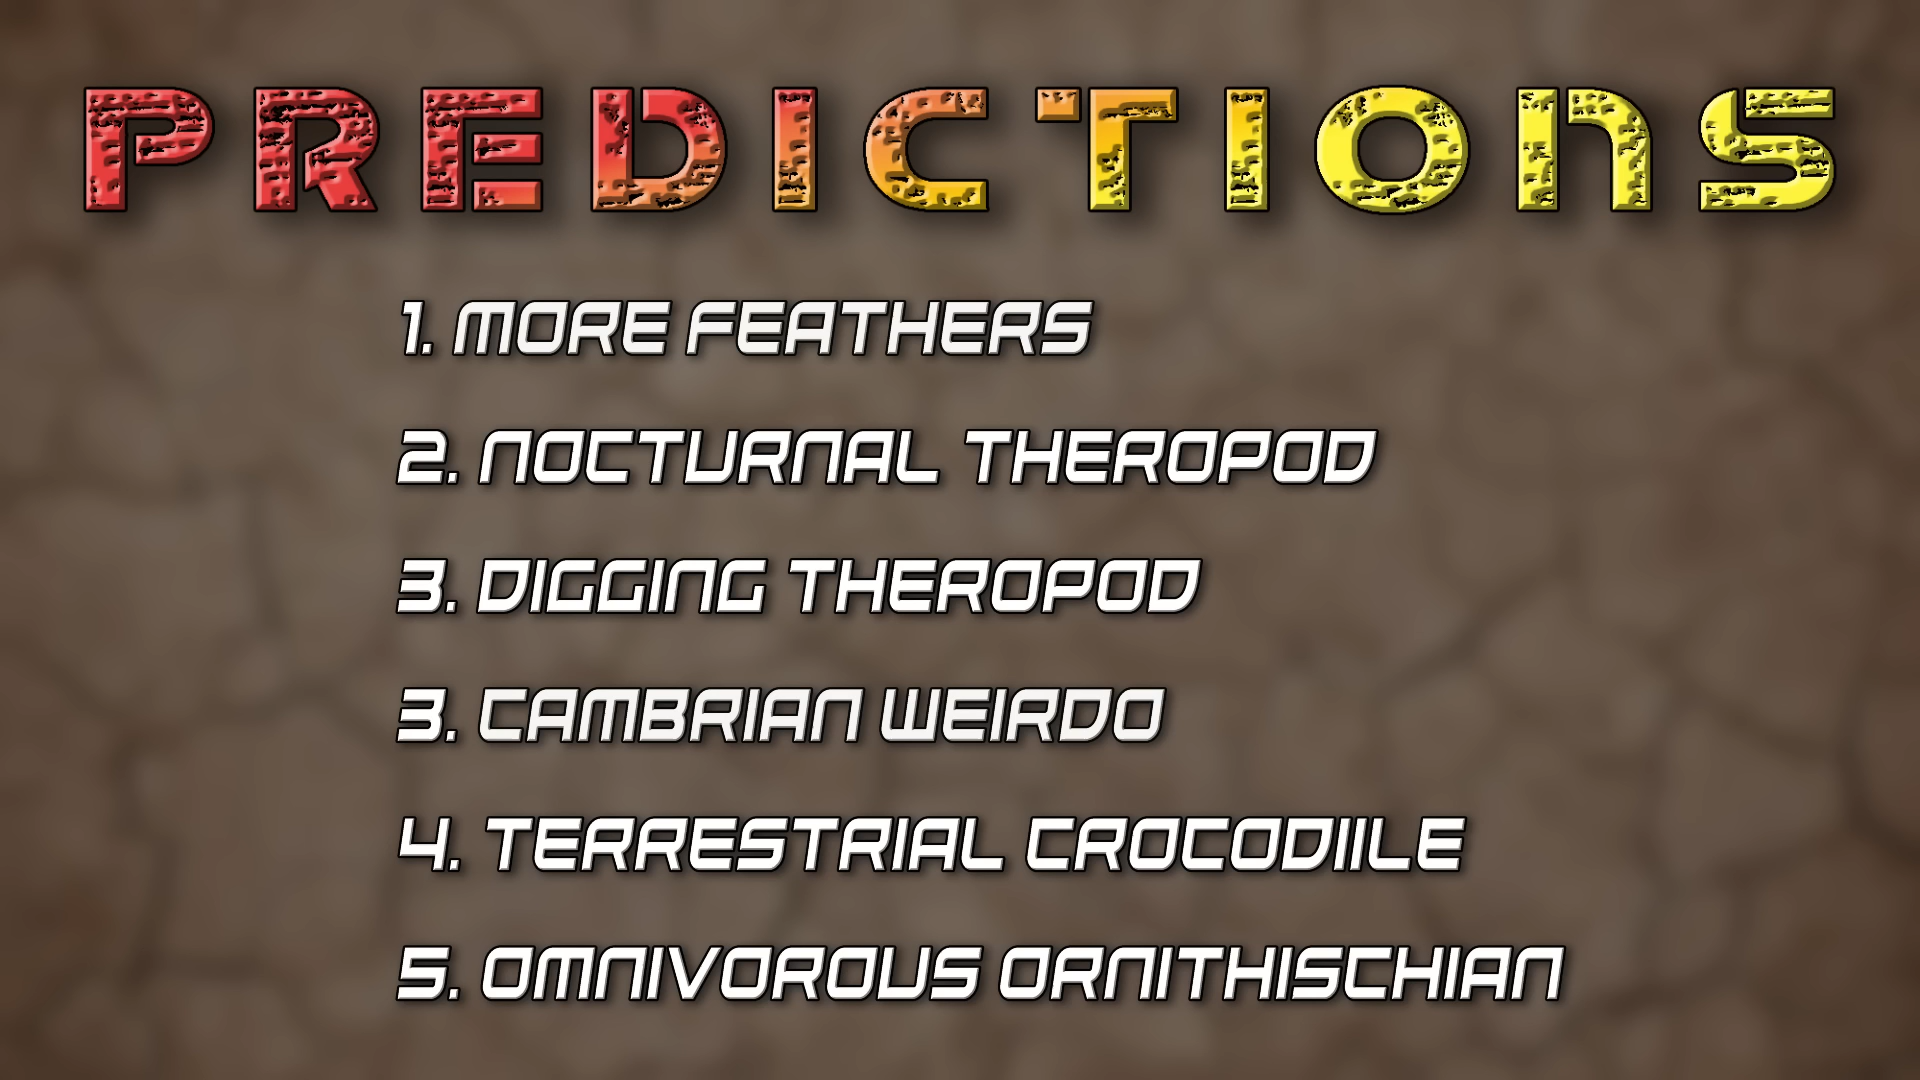 PREDICTIONS
1. MORE FEATHERS
2. NOCTURNAL THEROPOD
3. DIGGING THEROPOD
3. CAMBRIAN WEIRDO
4. TERRESTRIAL CROCODIILE
5. OMNIVOROUS ORNITHISCHIAN